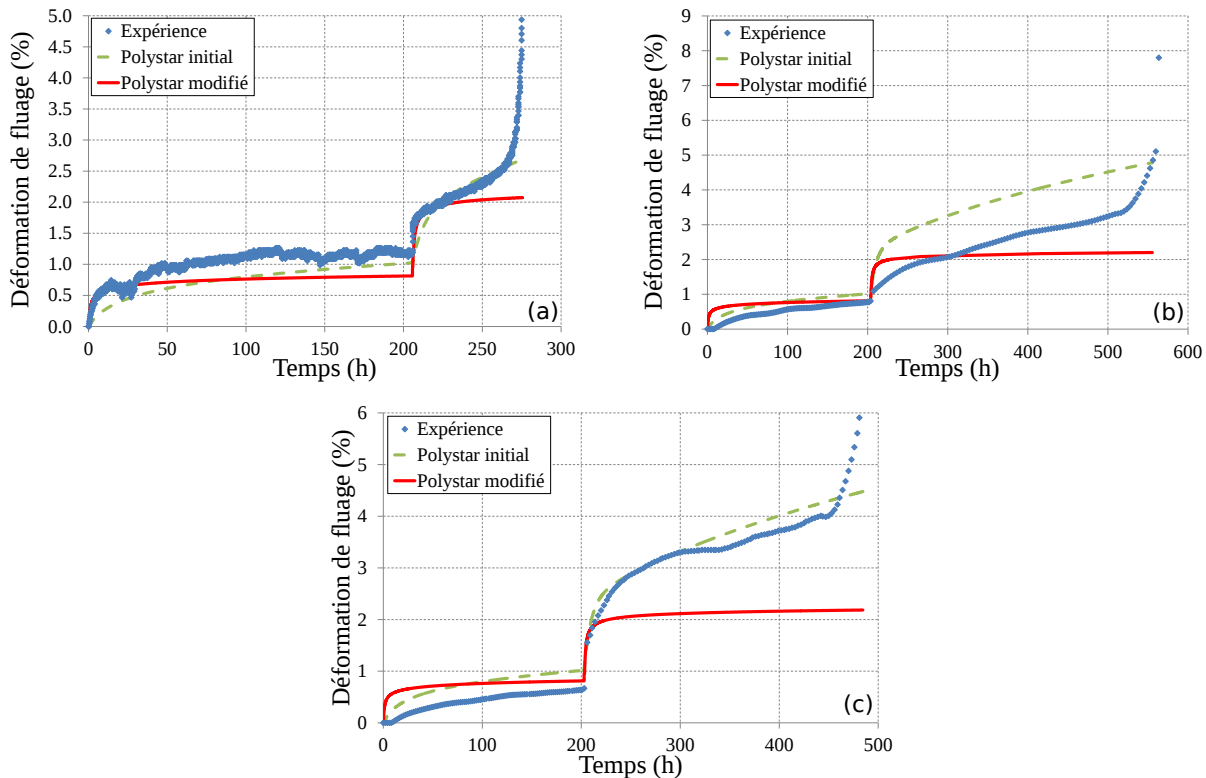 Déformation de fluage (%)
5.0
4.5
4.0
3.5
3.0
2.5
2.0
1.5
1.0
0.5
0.0
Expérience
Polystar initial
Polystar modifié
(a)
0
50
100
150
200
250
300
Temps (h)
Déformation de fluage (%)
9
8
7
6
5
4
3
2
1
0
Expérience
Polystar initial
Polystar modifié
(b)
0
100
200
300
400
500
600
Temps (h)
Déformation de fluage (%)
6
5
4
3
2
1
0
Expérience
Polystar initial
Polystar modifié
(c)
0
100
200
300
400
500
Temps (h)